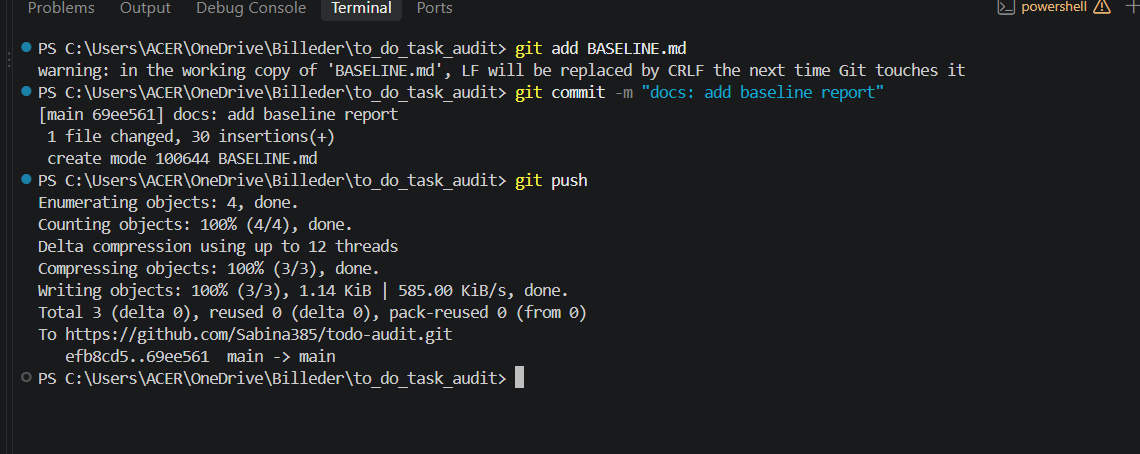 Problems Output Debug Console Terminal Ports powershell
PS C:\Users\ACER\OneDrive\Billeder\to_do_task_audit> git add BASELINE.md
warning: in the working copy of 'BASELINE.md', LF will be replaced by CRLF the next time Git touches it
PS C:\Users\ACER\OneDrive\Billeder\to_do_task_audit> git commit -m "docs: add baseline report"
[main 69ee561] docs: add baseline report
 1 file changed, 30 insertions(+)
 create mode 100644 BASELINE.md
PS C:\Users\ACER\OneDrive\Billeder\to_do_task_audit> git push
Enumerating objects: 4, done.
Counting objects: 100% (4/4), done.
Delta compression using up to 12 threads
Compressing objects: 100% (3/3), done.
Writing objects: 100% (3/3), 1.14 KiB | 585.00 KiB/s, done.
Total 3 (delta 0), reused 0 (delta 0), pack-reused 0 (from 0)
To https://github.com/Sabina385/todo-audit.git
   efb8cd5..69ee561  main -> main
PS C:\Users\ACER\OneDrive\Billeder\to_do_task_audit>